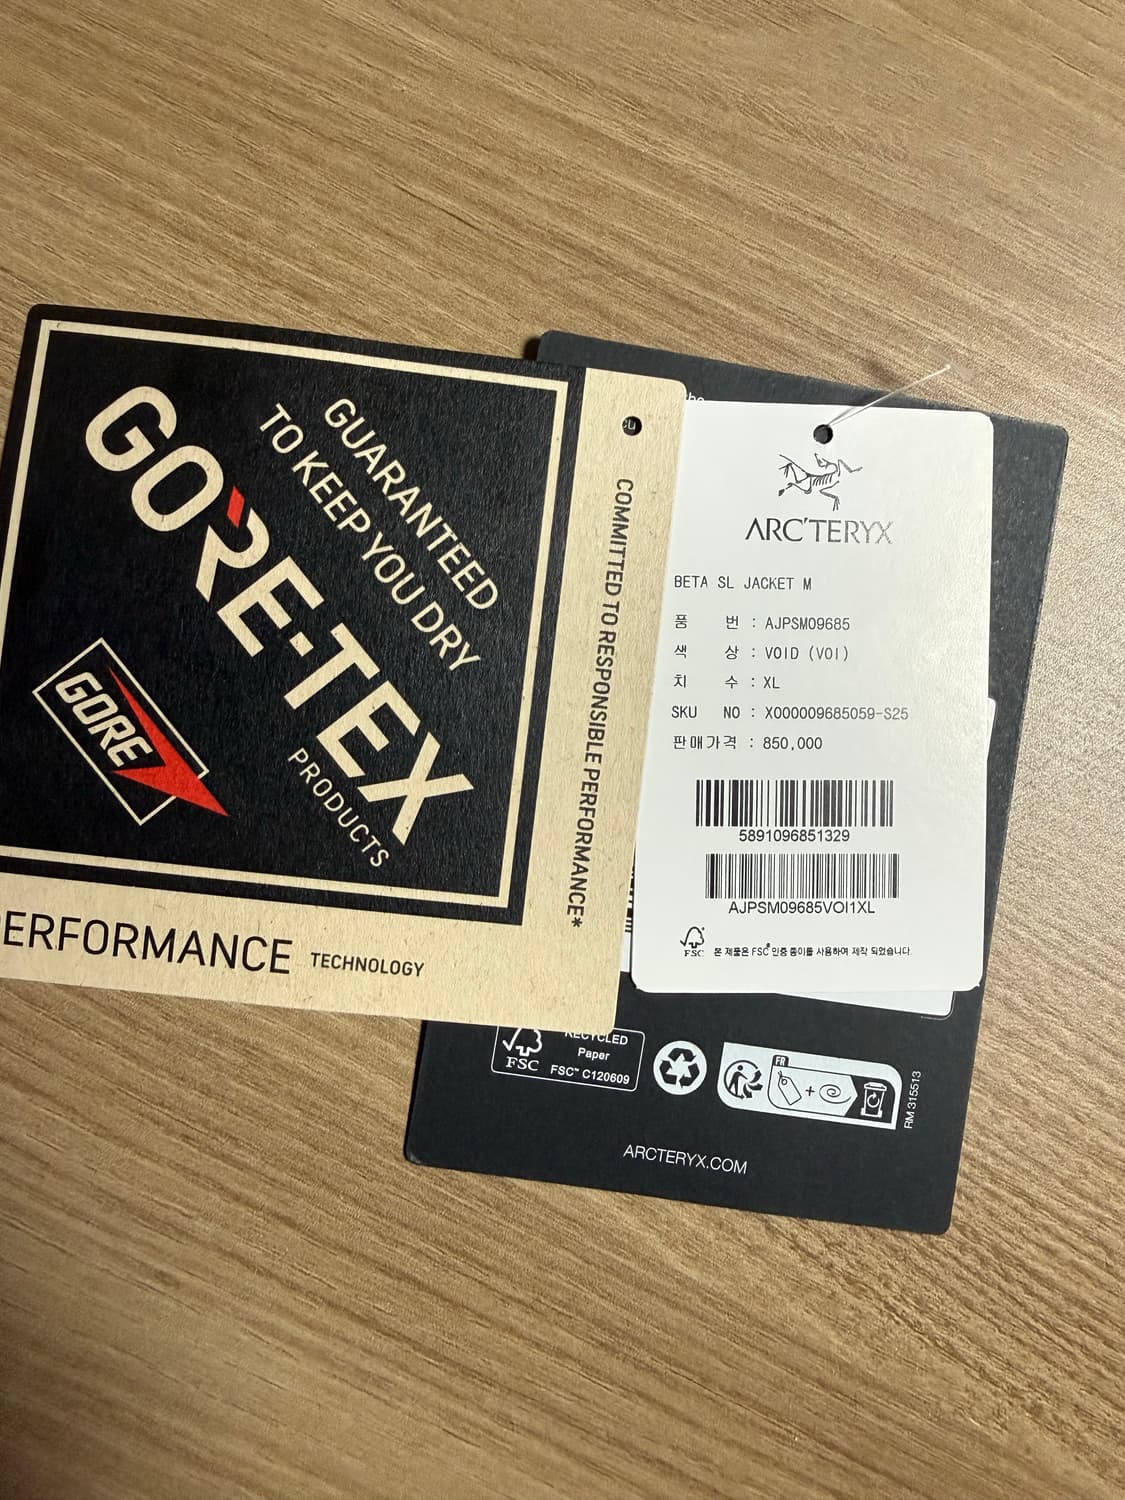 GUARANTEED
TO KEEP YOU DRY
GORE-TEX
PRODUCTS
GORE
COMMITTED TO RESPONSIBLE PERFORMANCE*
TECHNOLOGY
ARC'TERYX
BETA SL JACKET M
품 번 : AJPSM09685
색 상 : VOID (VOI)
치 수 : XL
SKU NO : X000009685059-S25
판매가격 : 850,000
5891096851329
AJPSM09685VOI1XL
FSC 본 제품은 FSC® 인증 종이를 사용하여 제작 되었습니다.
RECYCLED
Paper
FSC™ C120609
FSC
FR
RM 315513
ARCTERYX.COM